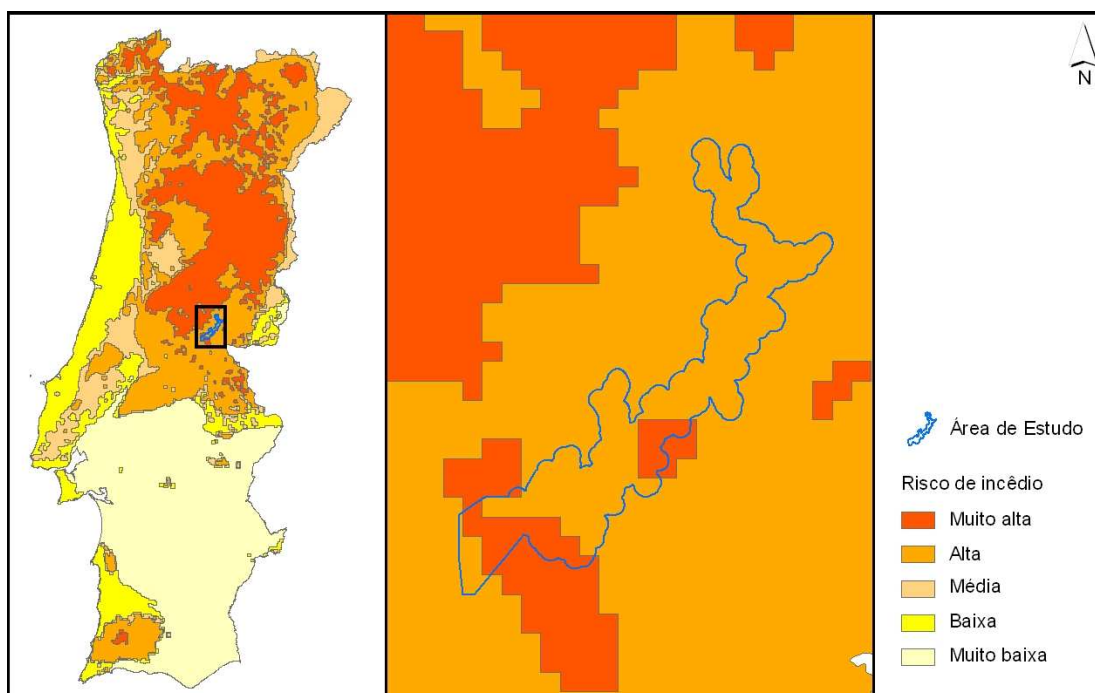 N
Área de Estudo
Risco de incêdio
Muito alta
Alta
Média
Baixa
Muito baixa